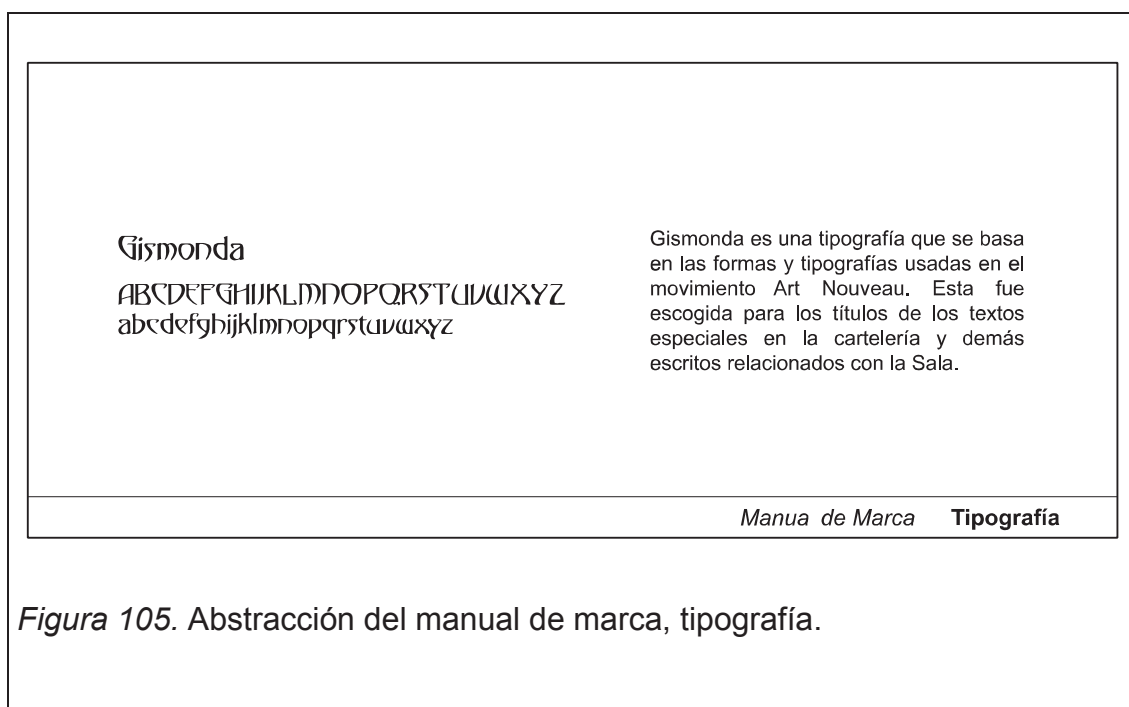 Gismonda
ABCDEFGHIJKLMNOPQRSTUVWXYZ
abcdefghijklmnopqrstuvwxyz
Gismonda es una tipografía que se basa
en las formas y tipografías usadas en el
movimiento Art Nouveau. Esta fue
escogida para los títulos de los textos
especiales en la cartelería y demás
escritos relacionados con la Sala.
Manua de Marca Tipografía
Figura 105. Abstracción del manual de marca, tipografía.